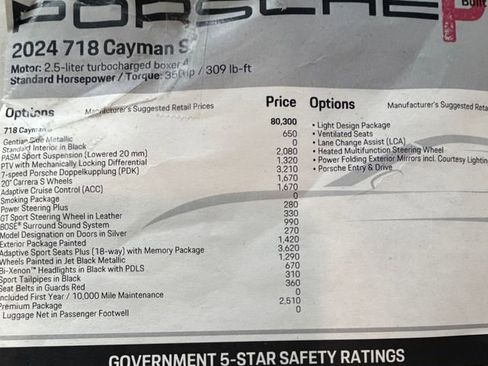 PORSCHE
Built
2024 718 Cayman S
Motor: 2.5-liter turbocharged boxer 4
Standard Horsepower / Torque: 350hp / 309 lb-ft
Options Manufacturer's Suggested Retail Prices Price
718 Cayman S 80,300
Gentian Blue Metallic 650
Standard Interior in Black 0
PASM Sport Suspension (Lowered 20 mm) 2,080
PTV with Mechanically Locking Differential 1,320
7-speed Porsche Doppelkupplung (PDK) 3,210
20" Carrera S Wheels 1,670
Adaptive Cruise Control (ACC) 1,670
Smoking Package 0
Power Steering Plus 280
GT Sport Steering Wheel in Leather 330
BOSE® Surround Sound System 990
Model Designation on Doors in Silver 270
Exterior Package Painted 1,420
Adaptive Sport Seats Plus (18-way) with Memory Package 3,620
Wheels Painted in Jet Black Metallic 1,290
Bi-Xenon™ Headlights in Black with PDLS 670
Sport Tailpipes in Black 310
Seat Belts in Guards Red 360
Included First Year / 10,000 Mile Maintenance 0
Premium Package 2,510
Luggage Net in Passenger Footwell 0
Options Manufacturer's Suggested Reta
• Light Design Package
• Ventilated Seats
• Lane Change Assist (LCA)
• Heated Multifunction Steering Wheel
• Power Folding Exterior Mirrors incl. Courtesy Lighting
• Porsche Entry & Drive
GOVERNMENT 5-STAR SAFETY RATINGS